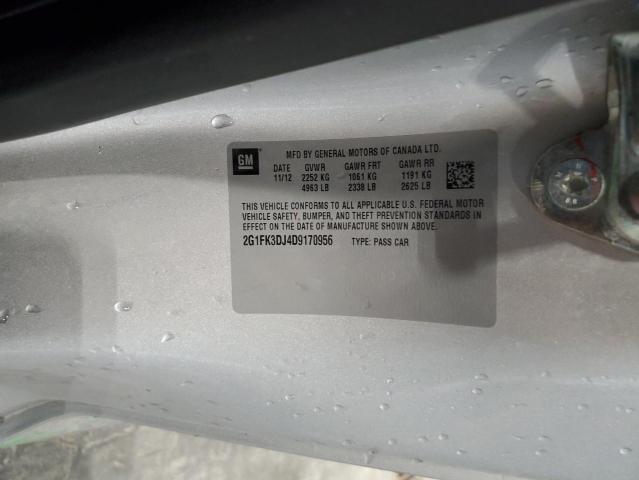 GM
MFD BY GENERAL MOTORS OF CANADA LTD.
DATE GVWR GAWR FRT GAWR RR
11/12 2252 KG 1061 KG 1191 KG
4963 LB 2338 LB 2625 LB
THIS VEHICLE CONFORMS TO ALL APPLICABLE U.S. FEDERAL MOTOR
VEHICLE SAFETY, BUMPER, AND THEFT PREVENTION STANDARDS IN
EFFECT ON THE DATE OF MANUFACTURE SHOWN ABOVE.
2G1FK3DJ4D9170956 TYPE: PASS CAR